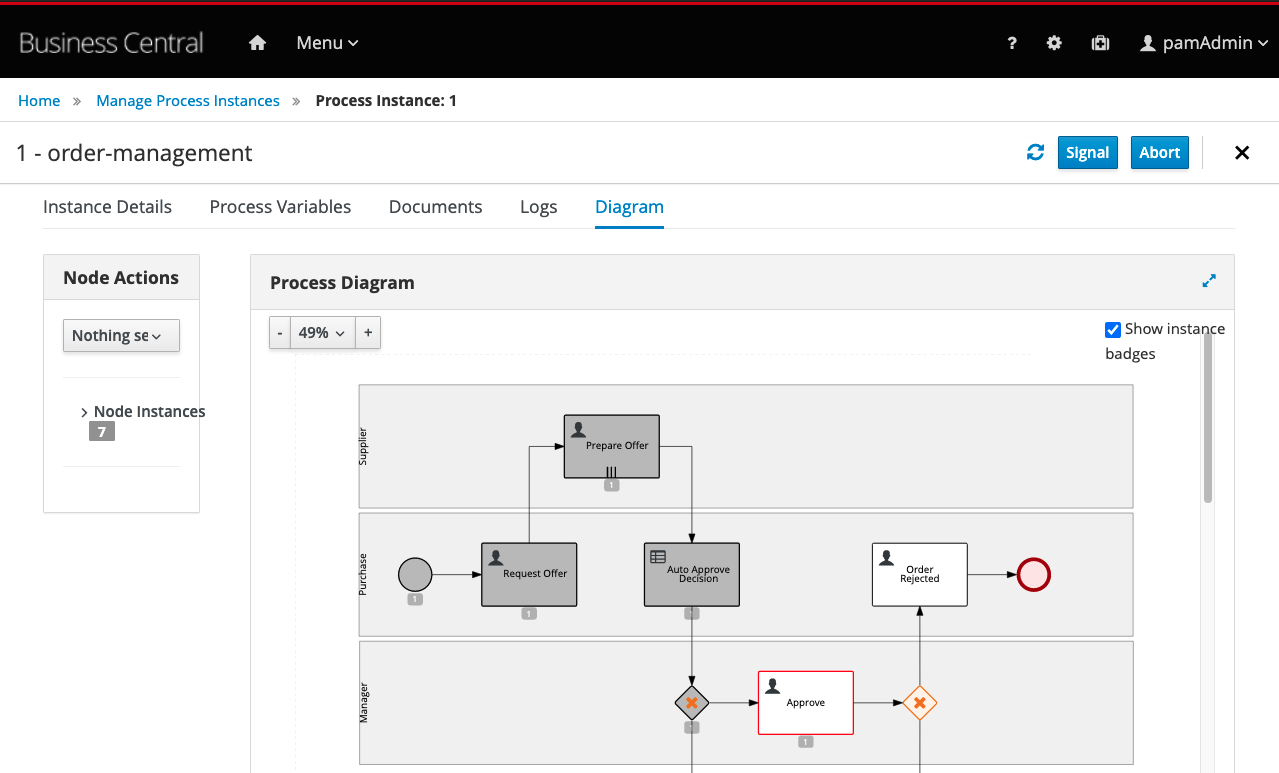 Business Central
Menu
?
pamAdmin
Home » Manage Process Instances » Process Instance: 1
1 - order-management
Signal
Abort
Instance Details
Process Variables
Documents
Logs
Diagram
Node Actions
Nothing se
Node Instances
7
Process Diagram
-
49%
+
Show instance
badges
Supplier
Prepare Offer
1
Purchase
Request Offer
Auto Approve
Decision
Order
Rejected
1
1
Manager
Approve
1